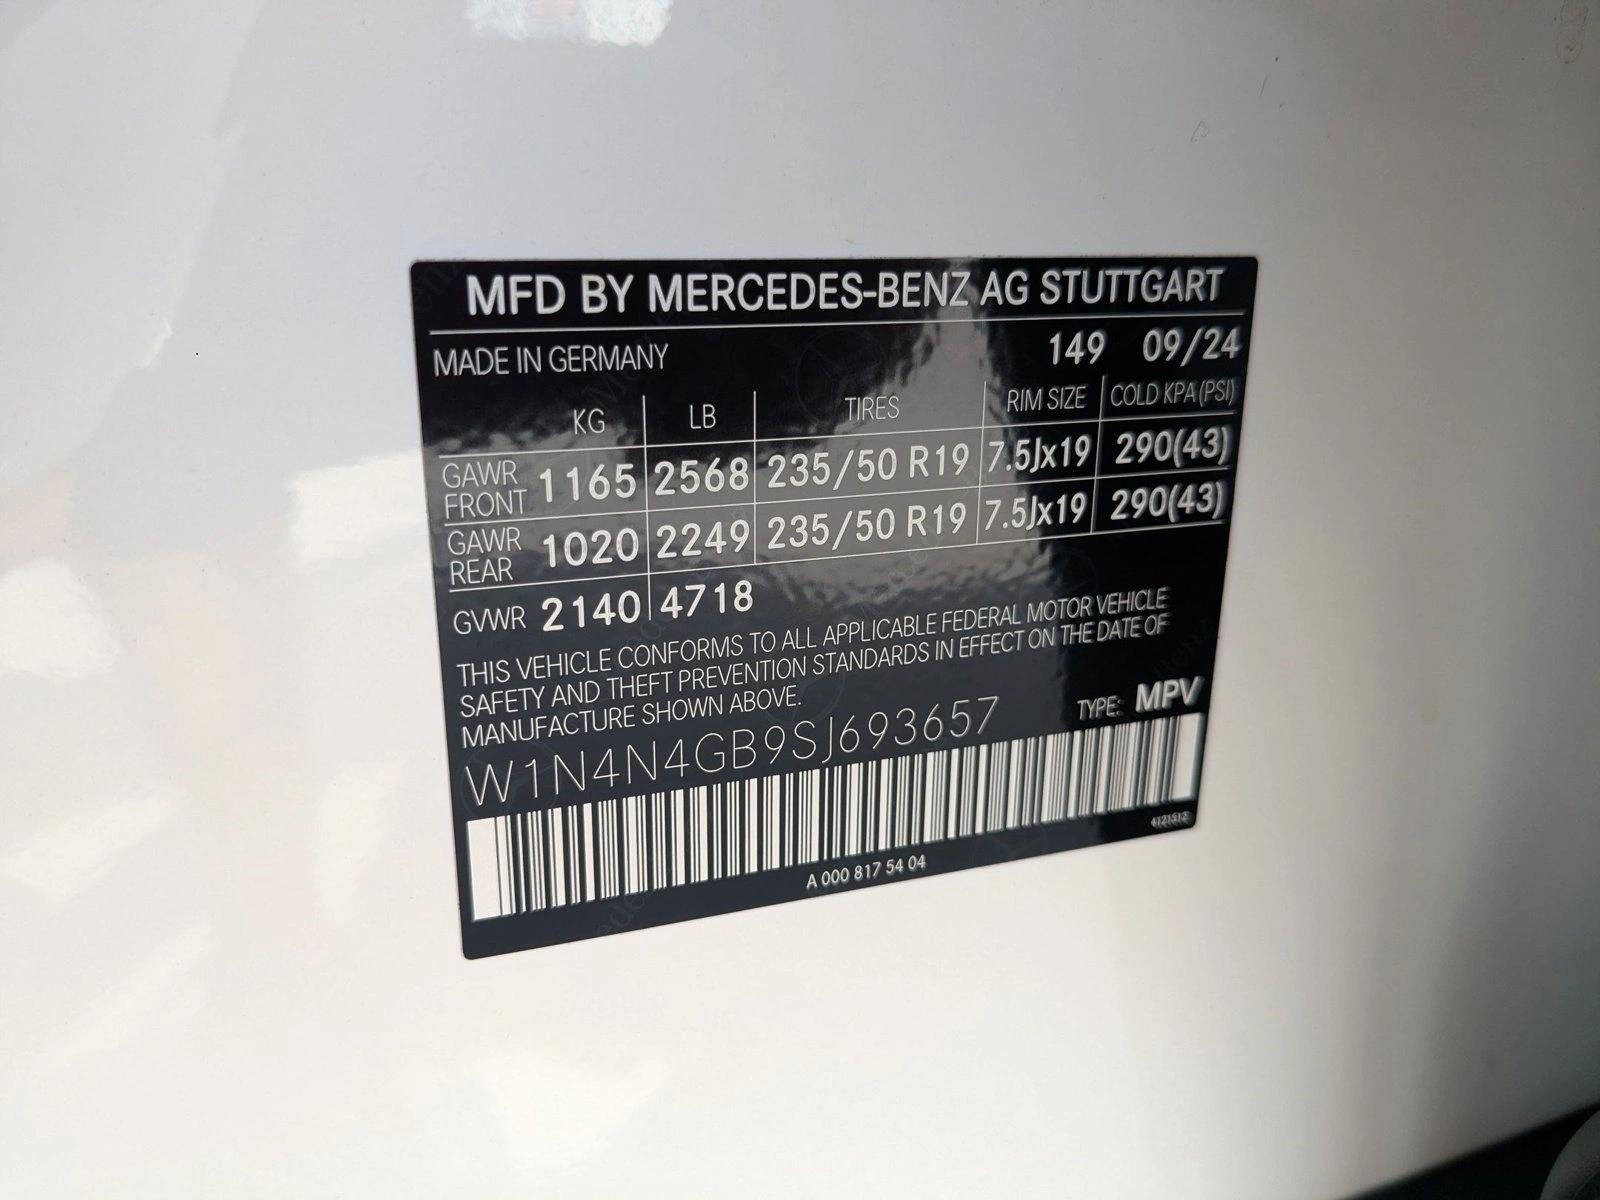 MFD BY MERCEDES-BENZ AG STUTTGART
MADE IN GERMANY 149 09/24
KG LB TIRES RIM SIZE COLD KPA(PSI)
GAWR FRONT 1165 2568 235/50 R19 7.5Jx19 290(43)
GAWR REAR 1020 2249 235/50 R19 7.5Jx19 290(43)
GVWR 2140 4718
THIS VEHICLE CONFORMS TO ALL APPLICABLE FEDERAL MOTOR VEHICLE
SAFETY AND THEFT PREVENTION STANDARDS IN EFFECT ON THE DATE OF
MANUFACTURE SHOWN ABOVE.
W1N4N4GB9SJ693657 TYPE: MPV
4121512
A 000 817 54 04